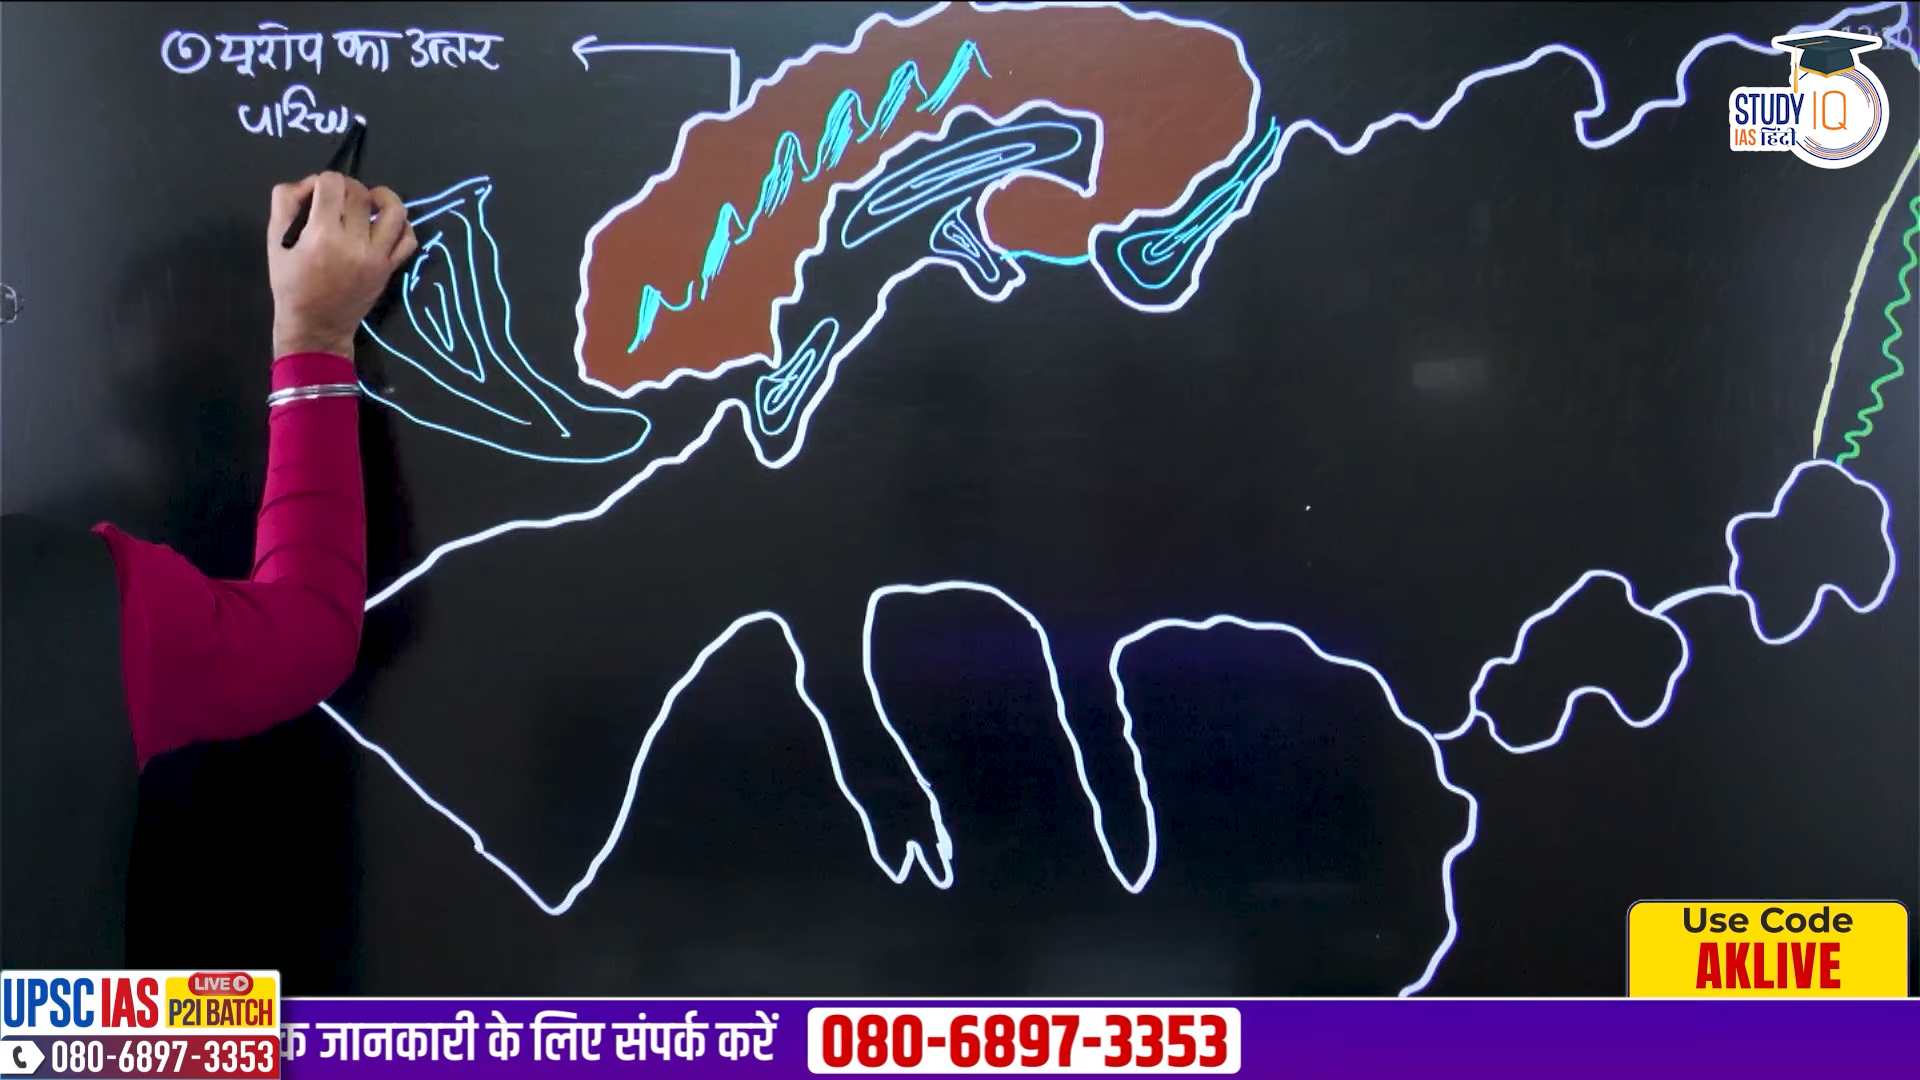 ① यूरोप का उत्तर
पश्चि
STUDY IQ
IAS हिंदी
Use Code
AKLIVE
UPSC IAS LIVE
P2I BATCH
080-6897-3353
क जानकारी के लिए संपर्क करें 080-6897-3353